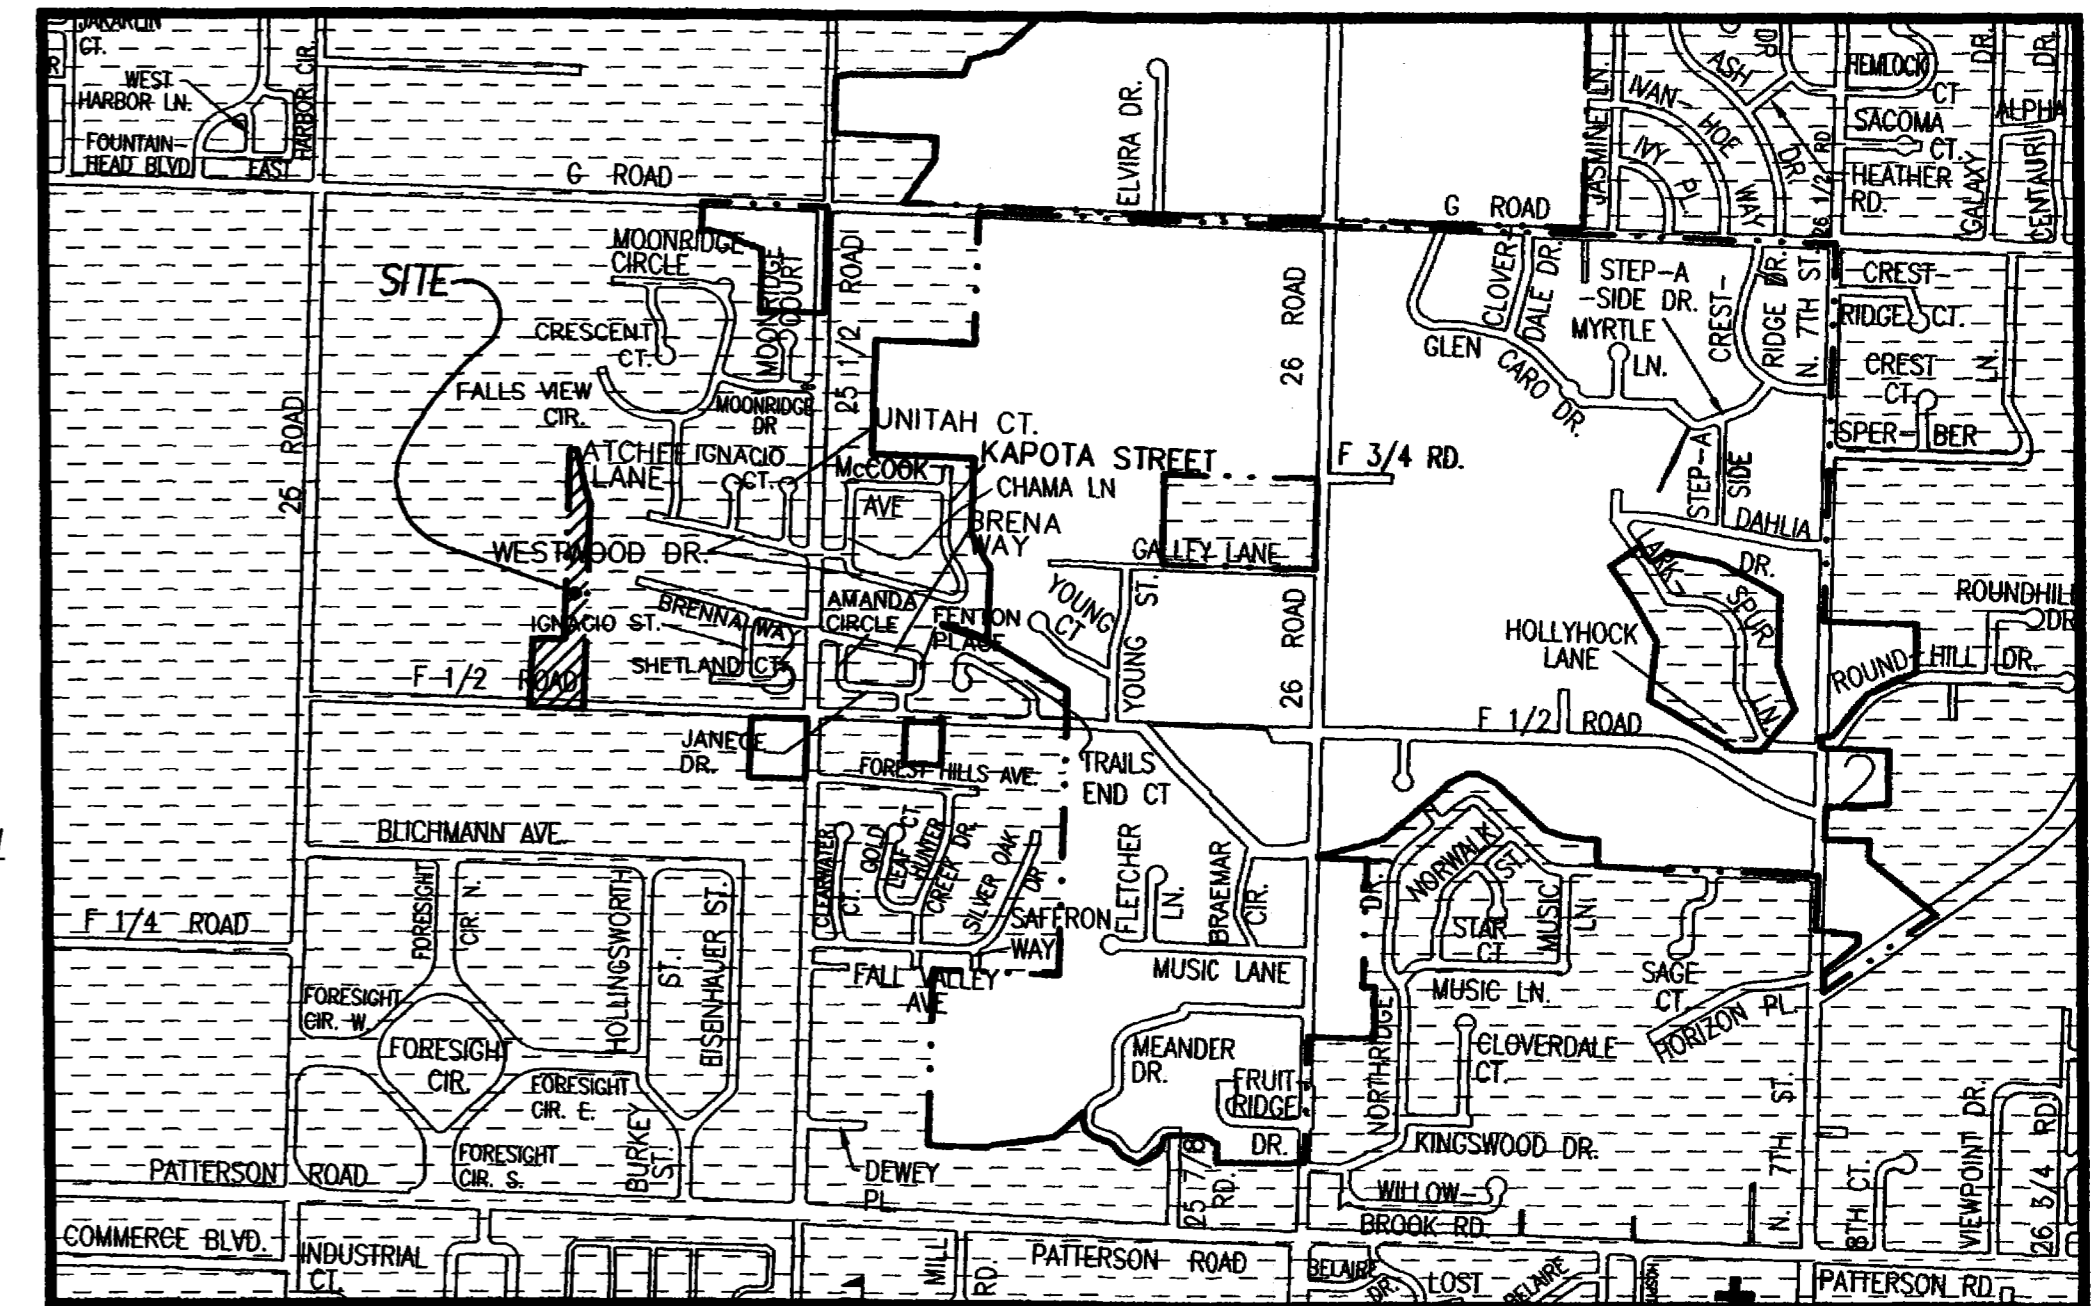 JAKARLIN
CT.
WEST
HARBOR LN.
HARBOR CIR.
FOUNTAIN-
HEAD BLVD
EAST
R
G ROAD
ELVIRA DR.
G ROAD
JASMINE LN.
ASH
DR
IVAN-
HOE
WAY
IVY
PL.
DR
26 1/2 RD
HEMLOCK
CT
SACOMA
CT.
HEATHER
RD.
GALAXY
DR.
ALPHA
CENTAURI
DR.
SITE
MOONRIDGE
CIRCLE
MOONRIDGE
COURT
CRESCENT
CT.
FALLS VIEW
CIR.
MOONRIDGE
DR
25 1/2 ROAD
25 ROAD
UNITAH CT.
ATCHEE
LANE
IGNACIO
CT.
McCOOK
AVE
KAPOTA STREET
CHAMA LN
BRENA
WAY
WESTWOOD DR.
BRENNA WAY
IGNACIO ST.
SHETLAND CT.
AMANDA
CIRCLE
FENTON
PLACE
F 1/2 ROAD
26 ROAD
CLOVER-
DALE DR.
GLEN
CARO DR.
STEP-A
-SIDE DR.
MYRTLE
LN.
CREST-
RIDGE DR.
N. 7TH ST.
CREST-
RIDGE CT.
CREST
CT.
SPER-
BER
LN.
F 3/4 RD.
STEP-A
SIDE
DAHLIA
DR.
GALLEY LANE
YOUNG
CT
YOUNG ST.
26 ROAD
LARK-
SPUR
LN
HOLLYHOCK
LANE
ROUNDHILL
DR
ROUND-
HILL DR.
F 1/2 ROAD
JANECE
DR.
FOREST HILLS AVE.
TRAILS
END CT
BLICHMANN AVE.
CLEARWATER
CT.
GOLD
LEAF CT.
HUNTER
CREEK DR.
SILVER OAK
DR
SAFFRON
WAY
FLETCHER
LN.
BRAEMAR
CIR.
NORWALK
ST.
STAR
CT
MUSIC
LN.
DR.
NORTHRIDGE
SAGE
CT.
F 1/4 ROAD
FORESIGHT
CIR N.
HOLLINGSWORTH
ST.
EISENHAUER ST.
FALL VALLEY
AVE
MUSIC LANE
MUSIC LN.
HORIZON PL.
FORESIGHT
CIR. W.
FORESIGHT
CIR.
FORESIGHT
CIR. E.
FORESIGHT
CIR. S.
BURKEY
ST.
MEANDER
DR.
FRUIT
RIDGE
DR.
CLOVERDALE
CT.
KINGSWOOD DR.
N. 7TH ST.
8TH CT.
VIEWPOINT DR.
26 3/4 RD
PATTERSON ROAD
DEWEY
PL.
25 7/8
RD.
WILLOW-
BROOK RD.
COMMERCE BLVD.
INDUSTRIAL
CT.
MILL
RD.
PATTERSON ROAD
BELAIRE
DR.
LOST
BELAIRE
PATTERSON RD.